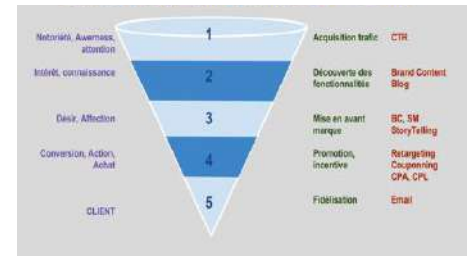 Notoriété, Awerness,
attention
1
Acquisition trafic
CTR
Intérêt, connaissance
2
Découverte des
fonctionnalités
Brand Content
Blog
Désir, Affection
3
Mise en avant
marque
BC, SM
StoryTelling
Conversion, Action,
Achat
4
Promotion,
incentive
Retargeting
Couponning
CPA, CPL
CLIENT
5
Fidélisation
Email